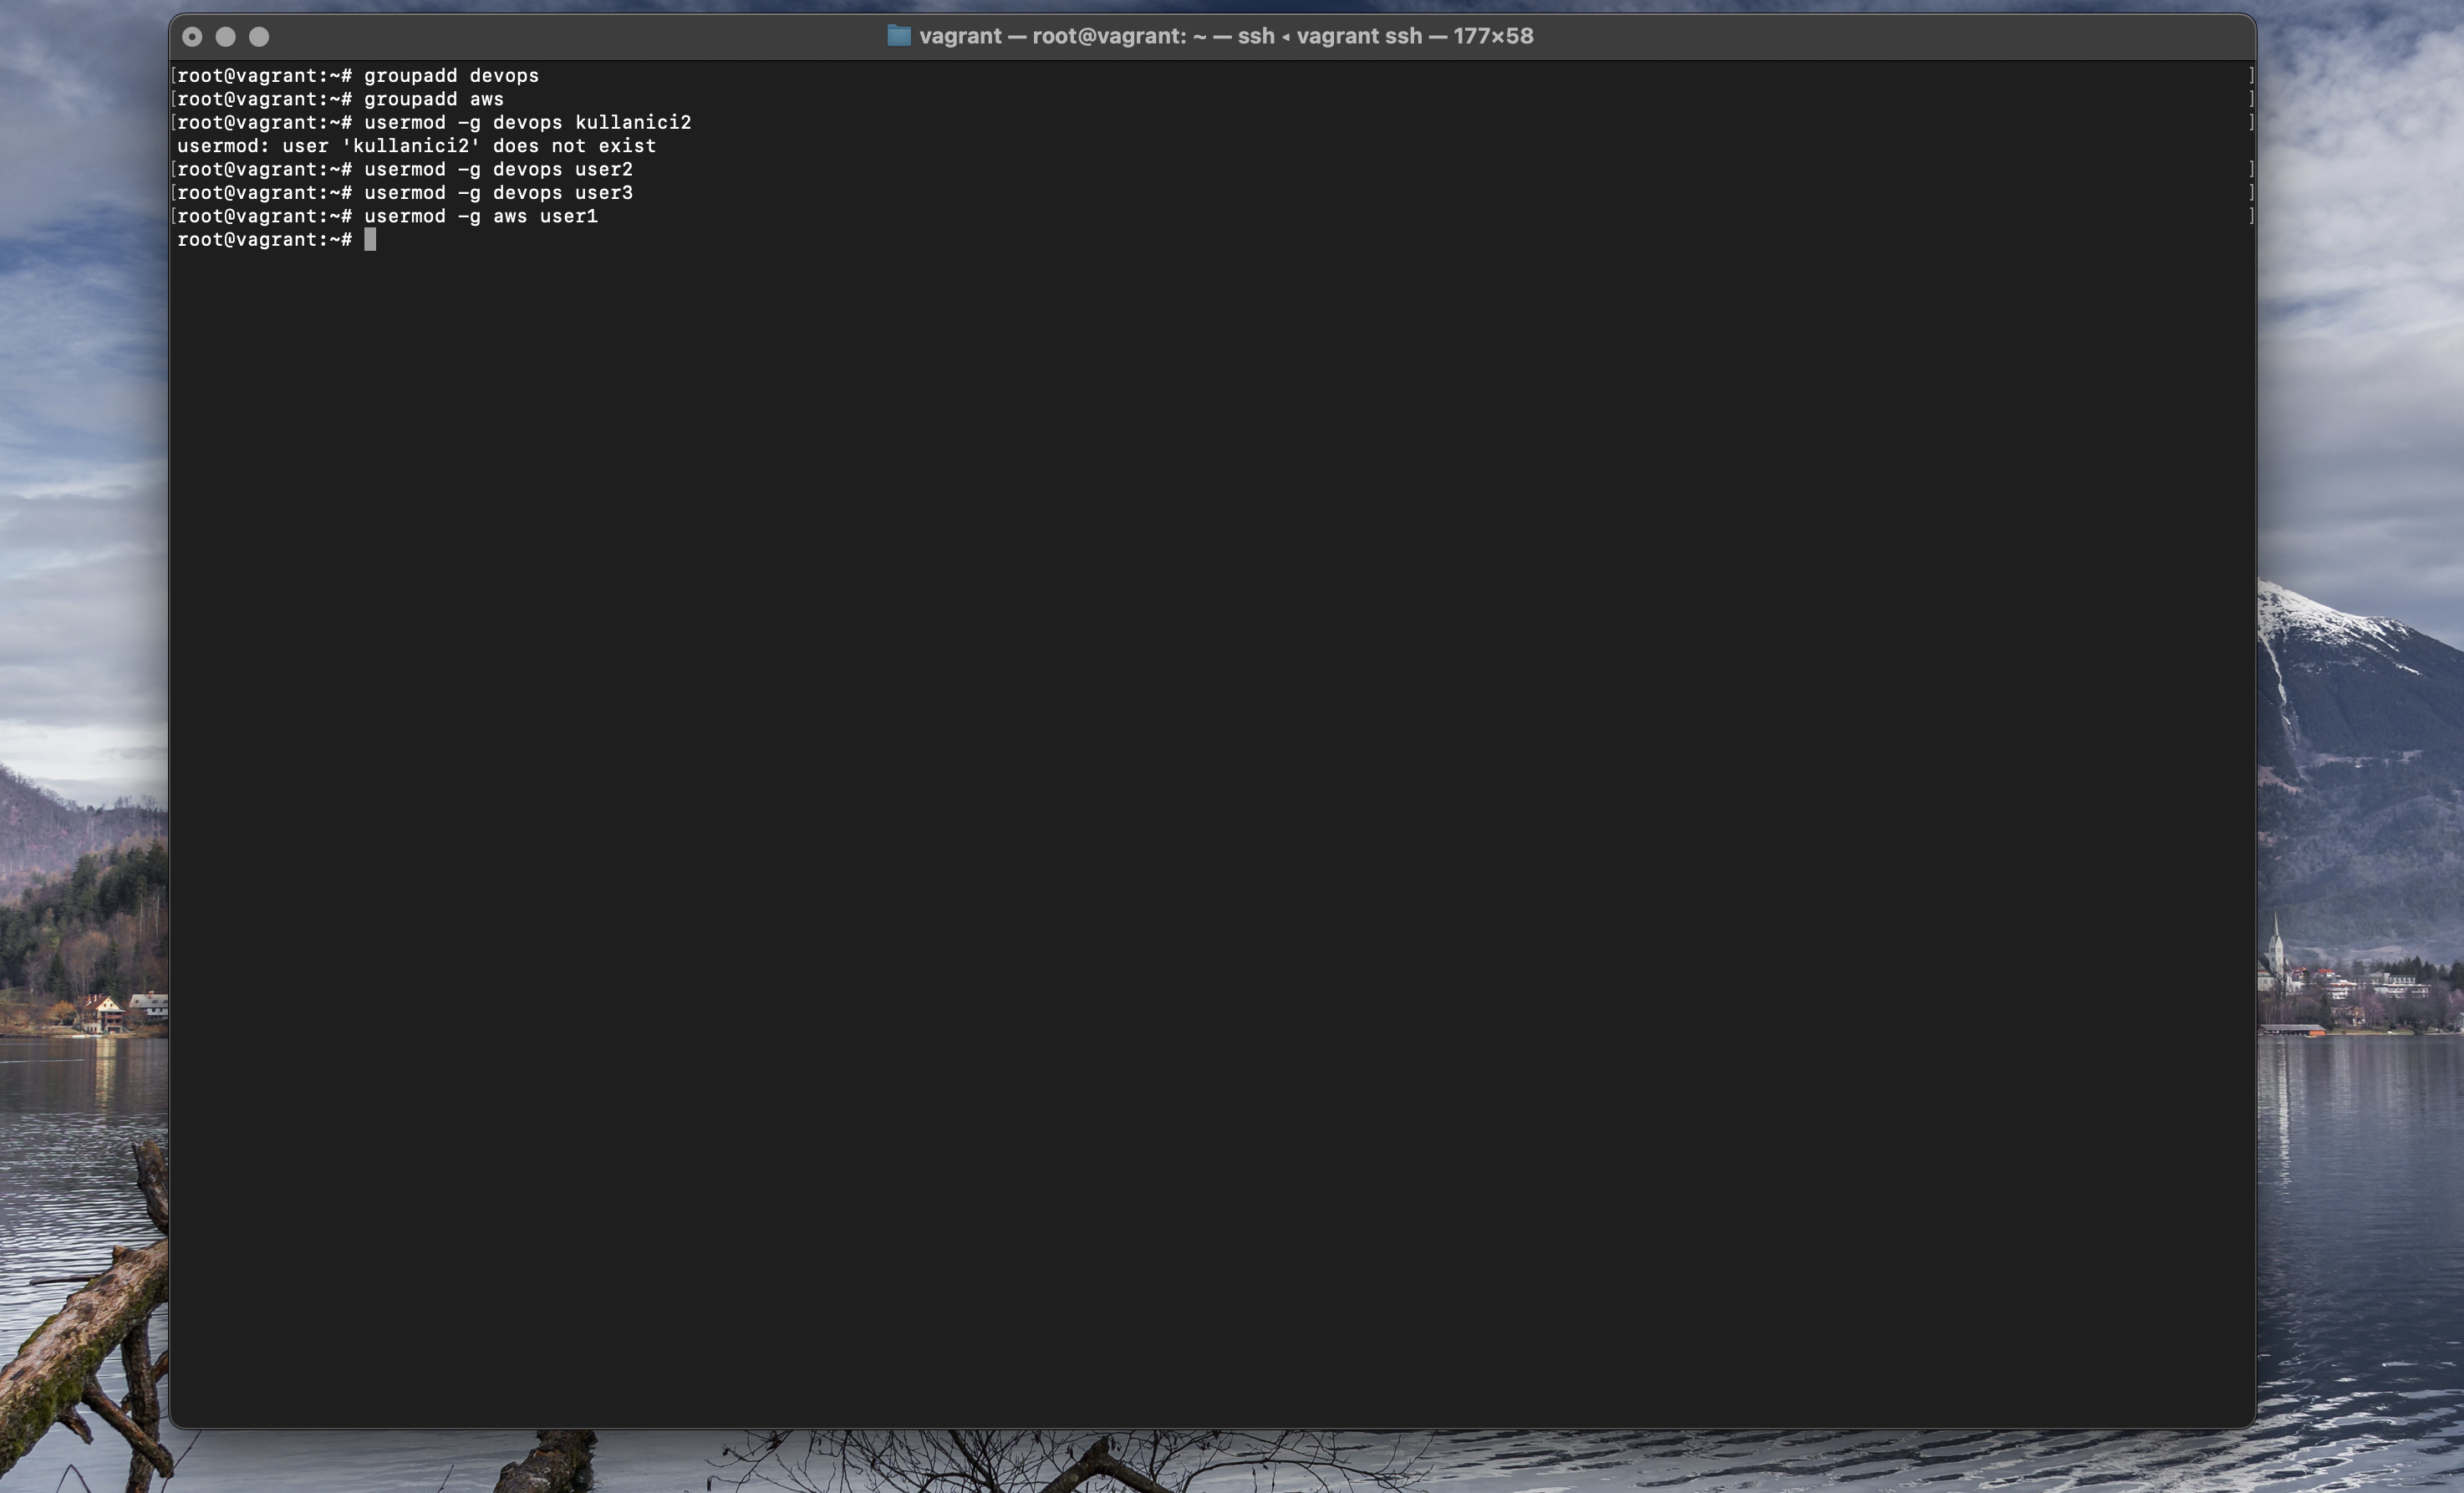 vagrant — root@vagrant: ~ — ssh ◂ vagrant ssh — 177×58
[root@vagrant:~# groupadd devops ]
[root@vagrant:~# groupadd aws ]
[root@vagrant:~# usermod -g devops kullanici2 ]
usermod: user 'kullanici2' does not exist
[root@vagrant:~# usermod -g devops user2 ]
[root@vagrant:~# usermod -g devops user3 ]
[root@vagrant:~# usermod -g aws user1 ]
root@vagrant:~#